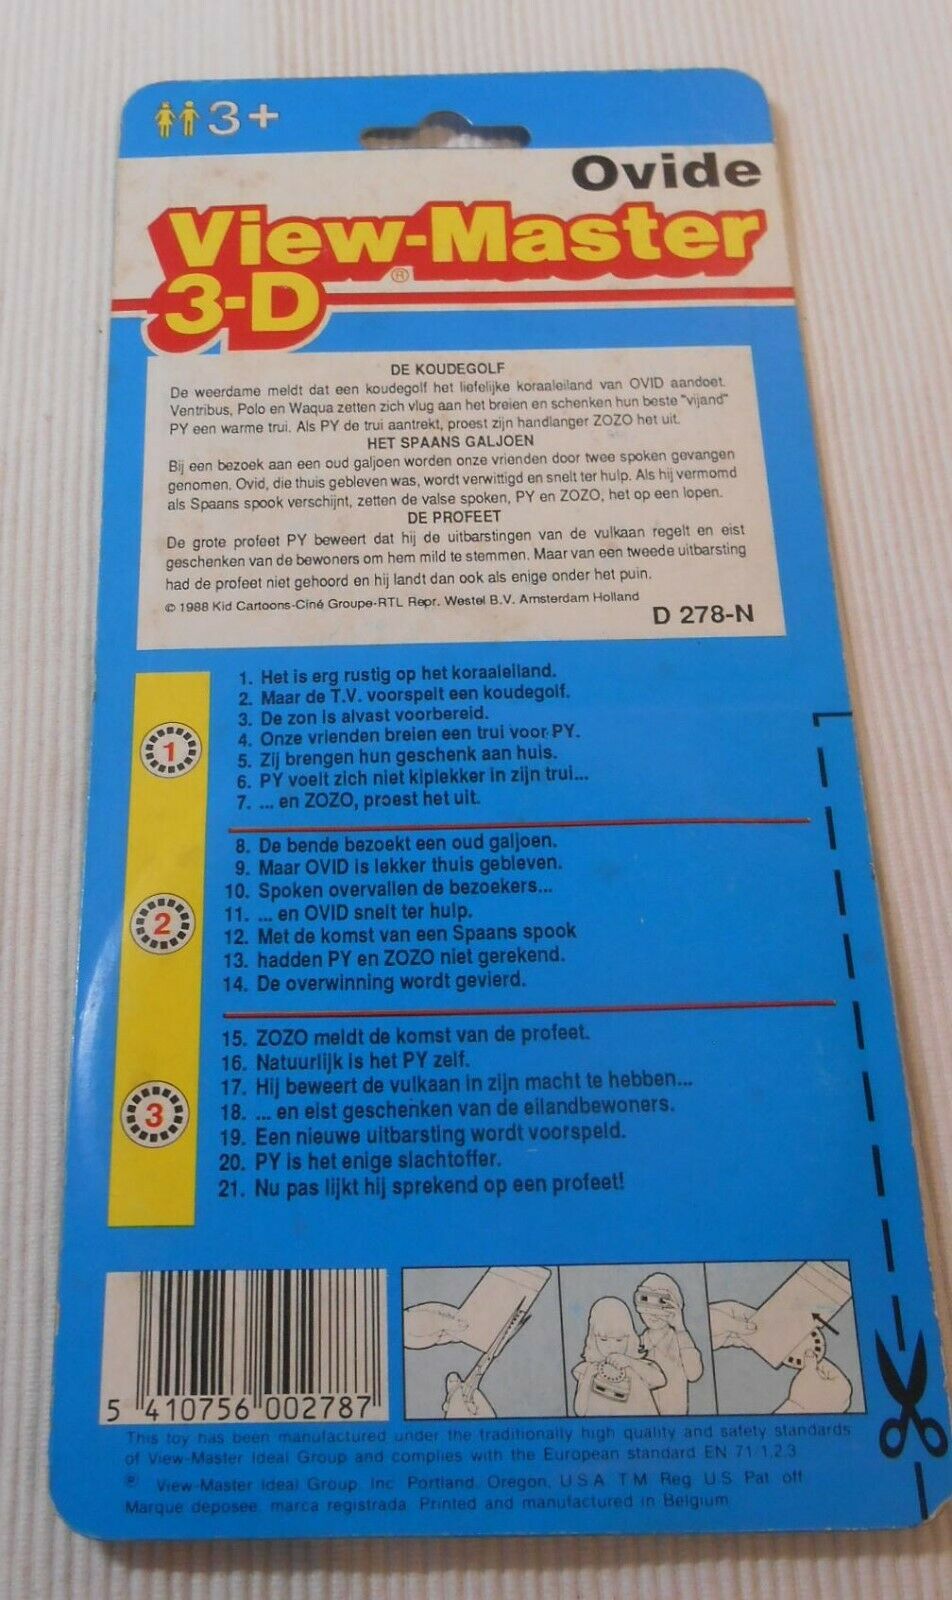 3+
Ovide
View-Master®
3-D
DE KOUDEGOLF
De weerdame meldt dat een koudegolf het liefelijke koraaleiland van OVID aandoet.
Ventribus, Polo en Waqua zetten zich vlug aan het breien en schenken hun beste "vijand"
PY een warme trui. Als PY de trui aantrekt, proest zijn handlanger ZOZO het uit.
HET SPAANS GALJOEN
Bij een bezoek aan een oud galjoen worden onze vrienden door twee spoken gevangen
genomen. Ovid, die thuis gebleven was, wordt verwittigd en snelt ter hulp. Als hij vermomd
als Spaans spook verschijnt, zetten de valse spoken, PY en ZOZO, het op een lopen.
DE PROFEET
De grote profeet PY beweert dat hij de uitbarstingen van de vulkaan regelt en eist
geschenken van de bewoners om hem mild te stemmen. Maar van een tweede uitbarsting
had de profeet niet gehoord en hij landt dan ook als enige onder het puin.
© 1988 Kid Cartoons-Ciné Groupe-RTL Repr. Westel B.V. Amsterdam Holland
D 278-N
1
1. Het is erg rustig op het koraaleiland.
2. Maar de T.V. voorspelt een koudegolf.
3. De zon is alvast voorbereid.
4. Onze vrienden breien een trui voor PY.
5. Zij brengen hun geschenk aan huis.
6. PY voelt zich niet kiplekker in zijn trui...
7. ... en ZOZO, proest het uit.
2
8. De bende bezoekt een oud galjoen.
9. Maar OVID is lekker thuis gebleven.
10. Spoken overvallen de bezoekers...
11. ... en OVID snelt ter hulp.
12. Met de komst van een Spaans spook
13. hadden PY en ZOZO niet gerekend.
14. De overwinning wordt gevierd.
3
15. ZOZO meldt de komst van de profeet.
16. Natuurlijk is het PY zelf.
17. Hij beweert de vulkaan in zijn macht te hebben...
18. ... en eist geschenken van de eilandbewoners.
19. Een nieuwe uitbarsting wordt voorspeld.
20. PY is het enige slachtoffer.
21. Nu pas lijkt hij sprekend op een profeet!
5 410756 002787
This toy has been manufactured under the traditionally high quality and safety standards
of View-Master Ideal Group and complies with the European standard EN 71 1.2.3
℗ View-Master Ideal Group Inc Portland, Oregon, U.S.A. T.M. Reg. U.S. Pat. off.
Marque deposee, marca registrada. Printed and manufactured in Belgium